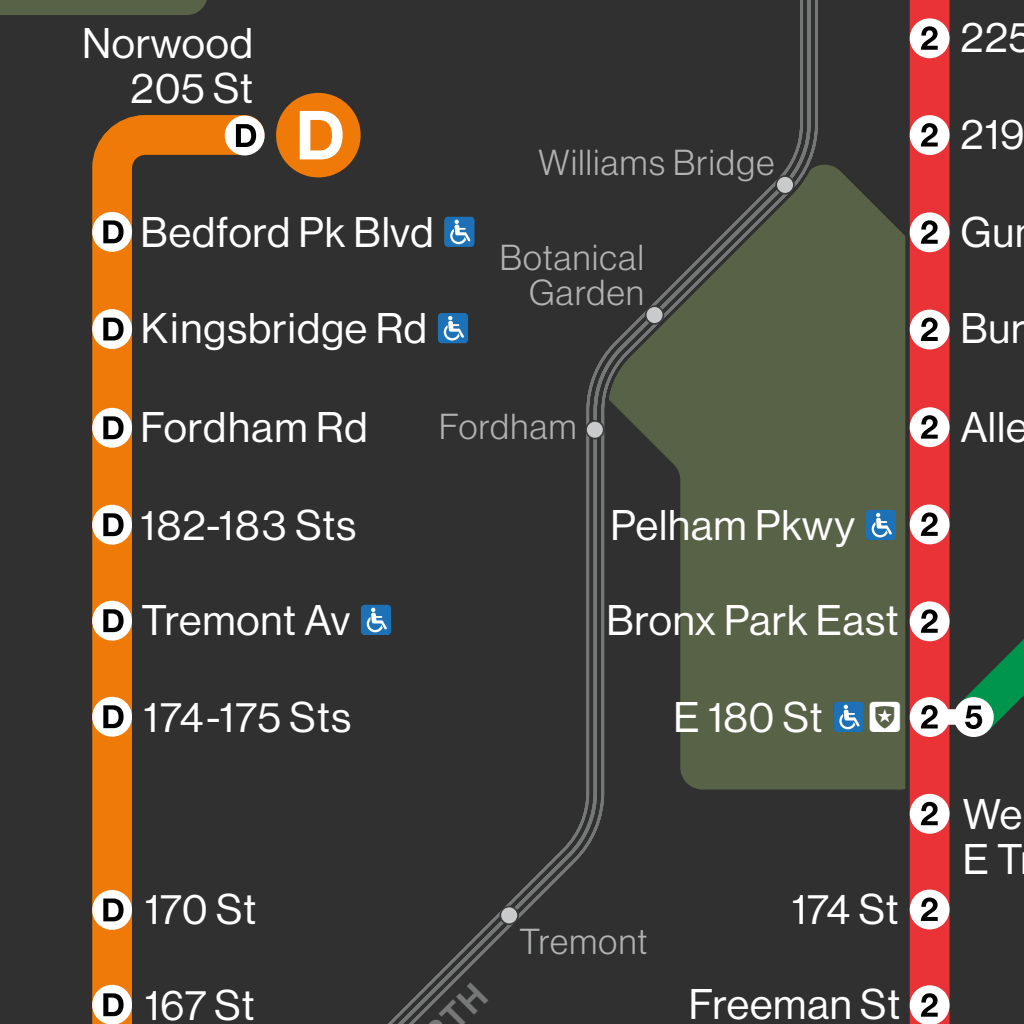 Norwood
205 St
D D
D Bedford Pk Blvd
D Kingsbridge Rd
D Fordham Rd
D 182-183 Sts
D Tremont Av
D 174-175 Sts
D 170 St
D 167 St
Williams Bridge
Botanical
Garden
Fordham
Tremont
2 225
2 219
2
2
2
Pelham Pkwy 2
Bronx Park East 2
E 180 St 2 5
2 We
174 St 2
Freeman St 2